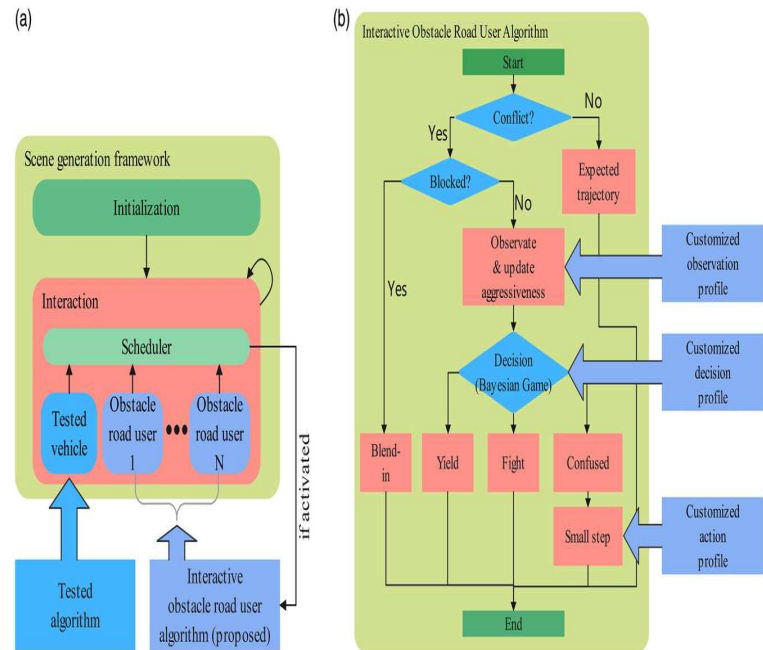 (a)
Scene generation framework
Initialization
Interaction
Scheduler
Tested
vehicle
Obstacle
road user
1
•••
Obstacle
road user
N
if activated
Tested
algorithm
Interactive
obstacle road user
algorithm (proposed)
(b)
Interactive Obstacle Road User Algorithm
Start
Conflict?
No
Yes
Blocked?
Expected
trajectory
No
Observate
& update
aggressiveness
Customized
observation
profile
Yes
Decision
(Bayesian Game)
Customized
decision
profile
Blend-
in
Yield
Fight
Confused
Small step
Customized
action
profile
End